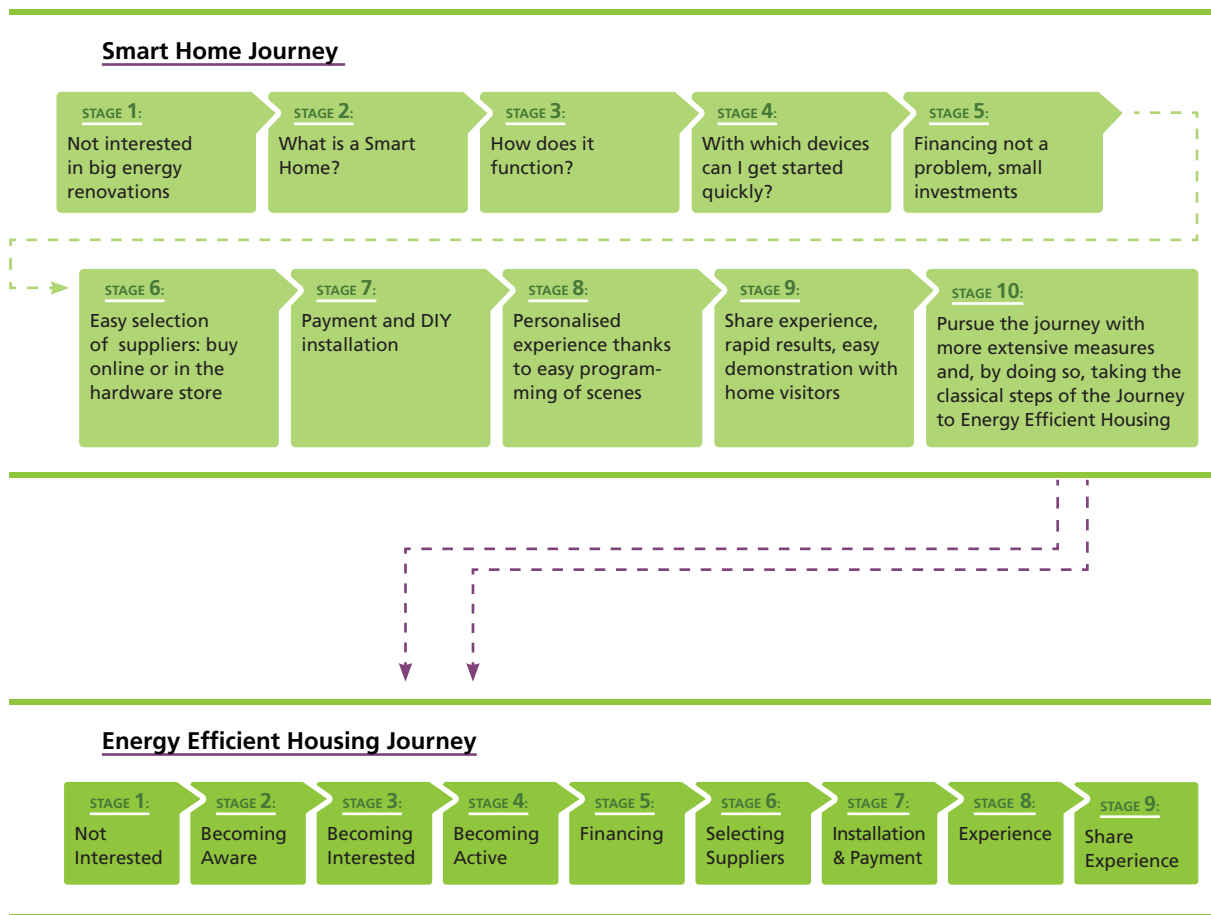 Smart Home Journey
STAGE 1:
Not interested
in big energy
renovations
STAGE 2:
What is a Smart
Home?
STAGE 3:
How does it
function?
STAGE 4:
With which devices
can I get started
quickly?
STAGE 5:
Financing not a
problem, small
investments
STAGE 6:
Easy selection
of suppliers: buy
online or in the
hardware store
STAGE 7:
Payment and DIY
installation
STAGE 8:
Personalised
experience thanks
to easy program-
ming of scenes
STAGE 9:
Share experience,
rapid results, easy
demonstration with
home visitors
STAGE 10:
Pursue the journey with
more extensive measures
and, by doing so, taking the
classical steps of the Journey
to Energy Efficient Housing
Energy Efficient Housing Journey
STAGE 1:
Not
Interested
STAGE 2:
Becoming
Aware
STAGE 3:
Becoming
Interested
STAGE 4:
Becoming
Active
STAGE 5:
Financing
STAGE 6:
Selecting
Suppliers
STAGE 7:
Installation
& Payment
STAGE 8:
Experience
STAGE 9:
Share
Experience